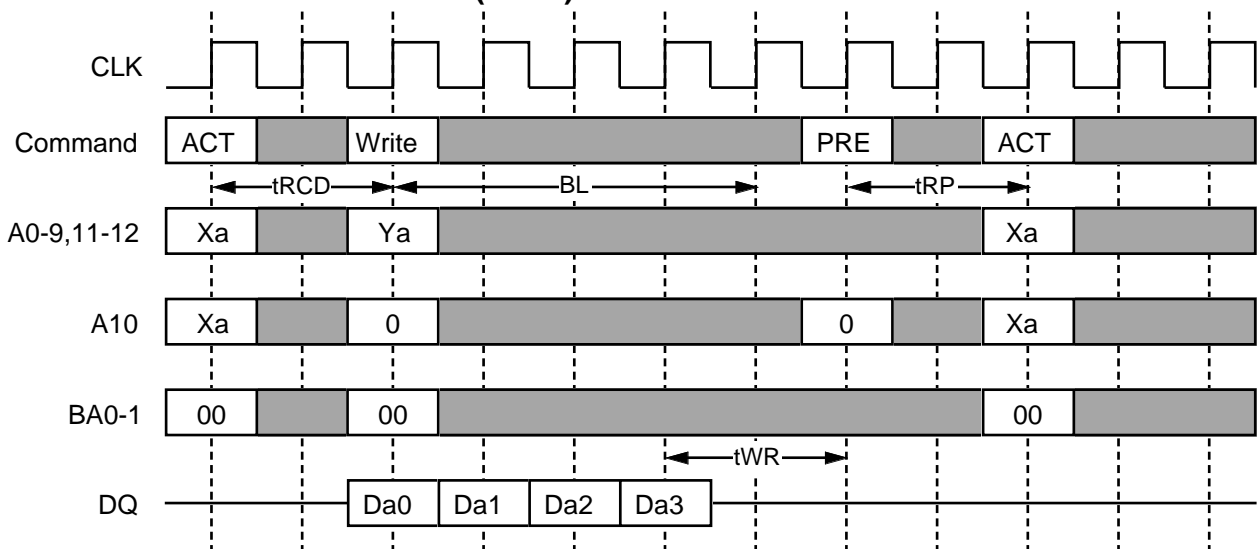 CLK
Command ACT Write PRE ACT
tRCD BL tRP
A0-9,11-12 Xa Ya Xa
A10 Xa 0 0 Xa
BA0-1 00 00 00
tWR
DQ Da0 Da1 Da2 Da3